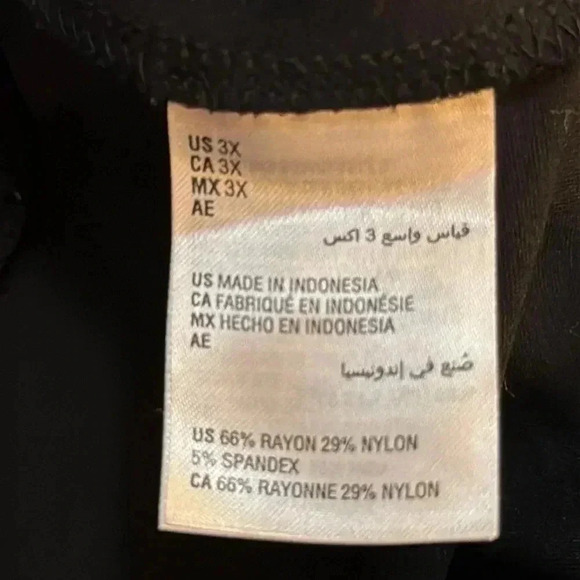 US 3X
CA 3X
MX 3X
AE
قياس واسع 3 اكس
US MADE IN INDONESIA
CA FABRIQUÉ EN INDONÉSIE
MX HECHO EN INDONESIA
AE
صُنع في إندونيسيا
US 66% RAYON 29% NYLON
5% SPANDEX
CA 66% RAYONNE 29% NYLON